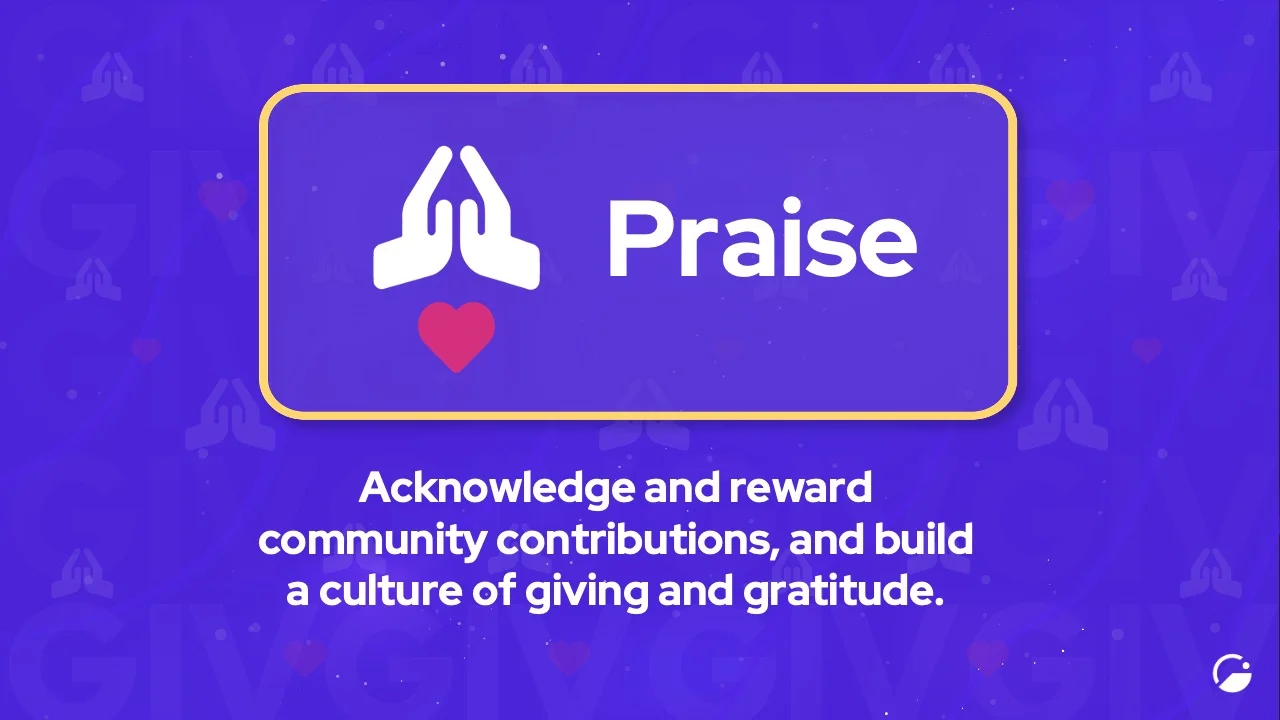 Praise
Acknowledge and reward
community contributions, and build
a culture of giving and gratitude.